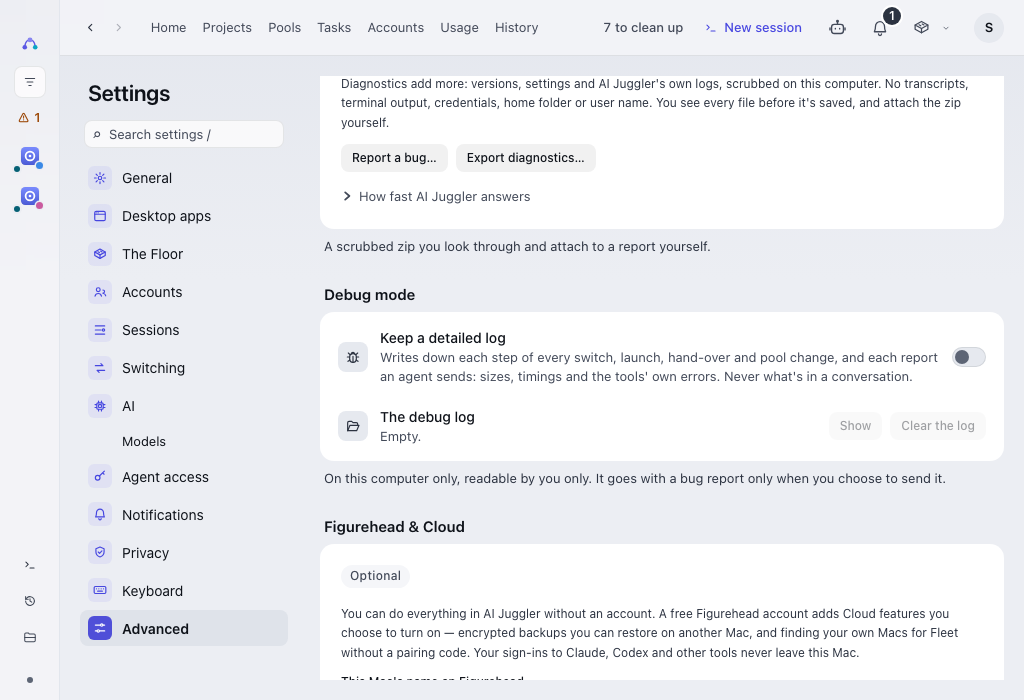 Home Projects Pools Tasks Accounts Usage History 7 to clean up New session 1 S
1
Settings
Search settings /
General
Desktop apps
The Floor
Accounts
Sessions
Switching
AI
Models
Agent access
Notifications
Privacy
Keyboard
Advanced
Diagnostics add more: versions, settings and AI Juggler's own logs, scrubbed on this computer. No transcripts,
terminal output, credentials, home folder or user name. You see every file before it's saved, and attach the zip
yourself.
Report a bug... Export diagnostics...
How fast AI Juggler answers
A scrubbed zip you look through and attach to a report yourself.
Debug mode
Keep a detailed log
Writes down each step of every switch, launch, hand-over and pool change, and each report
an agent sends: sizes, timings and the tools' own errors. Never what's in a conversation.
The debug log
Empty.
Show Clear the log
On this computer only, readable by you only. It goes with a bug report only when you choose to send it.
Figurehead & Cloud
Optional
You can do everything in AI Juggler without an account. A free Figurehead account adds Cloud features you
choose to turn on — encrypted backups you can restore on another Mac, and finding your own Macs for Fleet
without a pairing code. Your sign-ins to Claude, Codex and other tools never leave this Mac.
This Mac's name on Figurehead